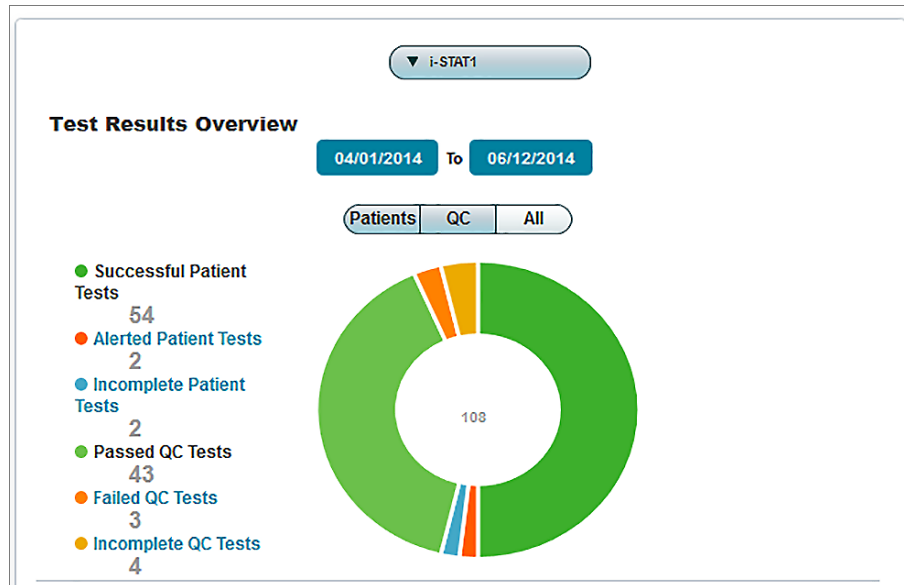 i-STAT1
Test Results Overview
04/01/2014 To 06/12/2014
Patients QC All
Successful Patient
Tests
54
Alerted Patient Tests
2
Incomplete Patient
Tests
2
Passed QC Tests
43
Failed QC Tests
3
Incomplete QC Tests
4
108